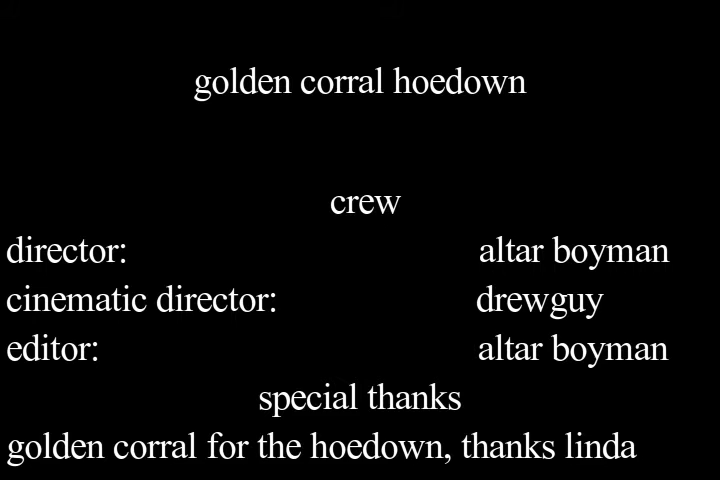 golden corral hoedown
crew
director: altar boyman
cinematic director: drewguy
editor: altar boyman
special thanks
golden corral for the hoedown, thanks linda